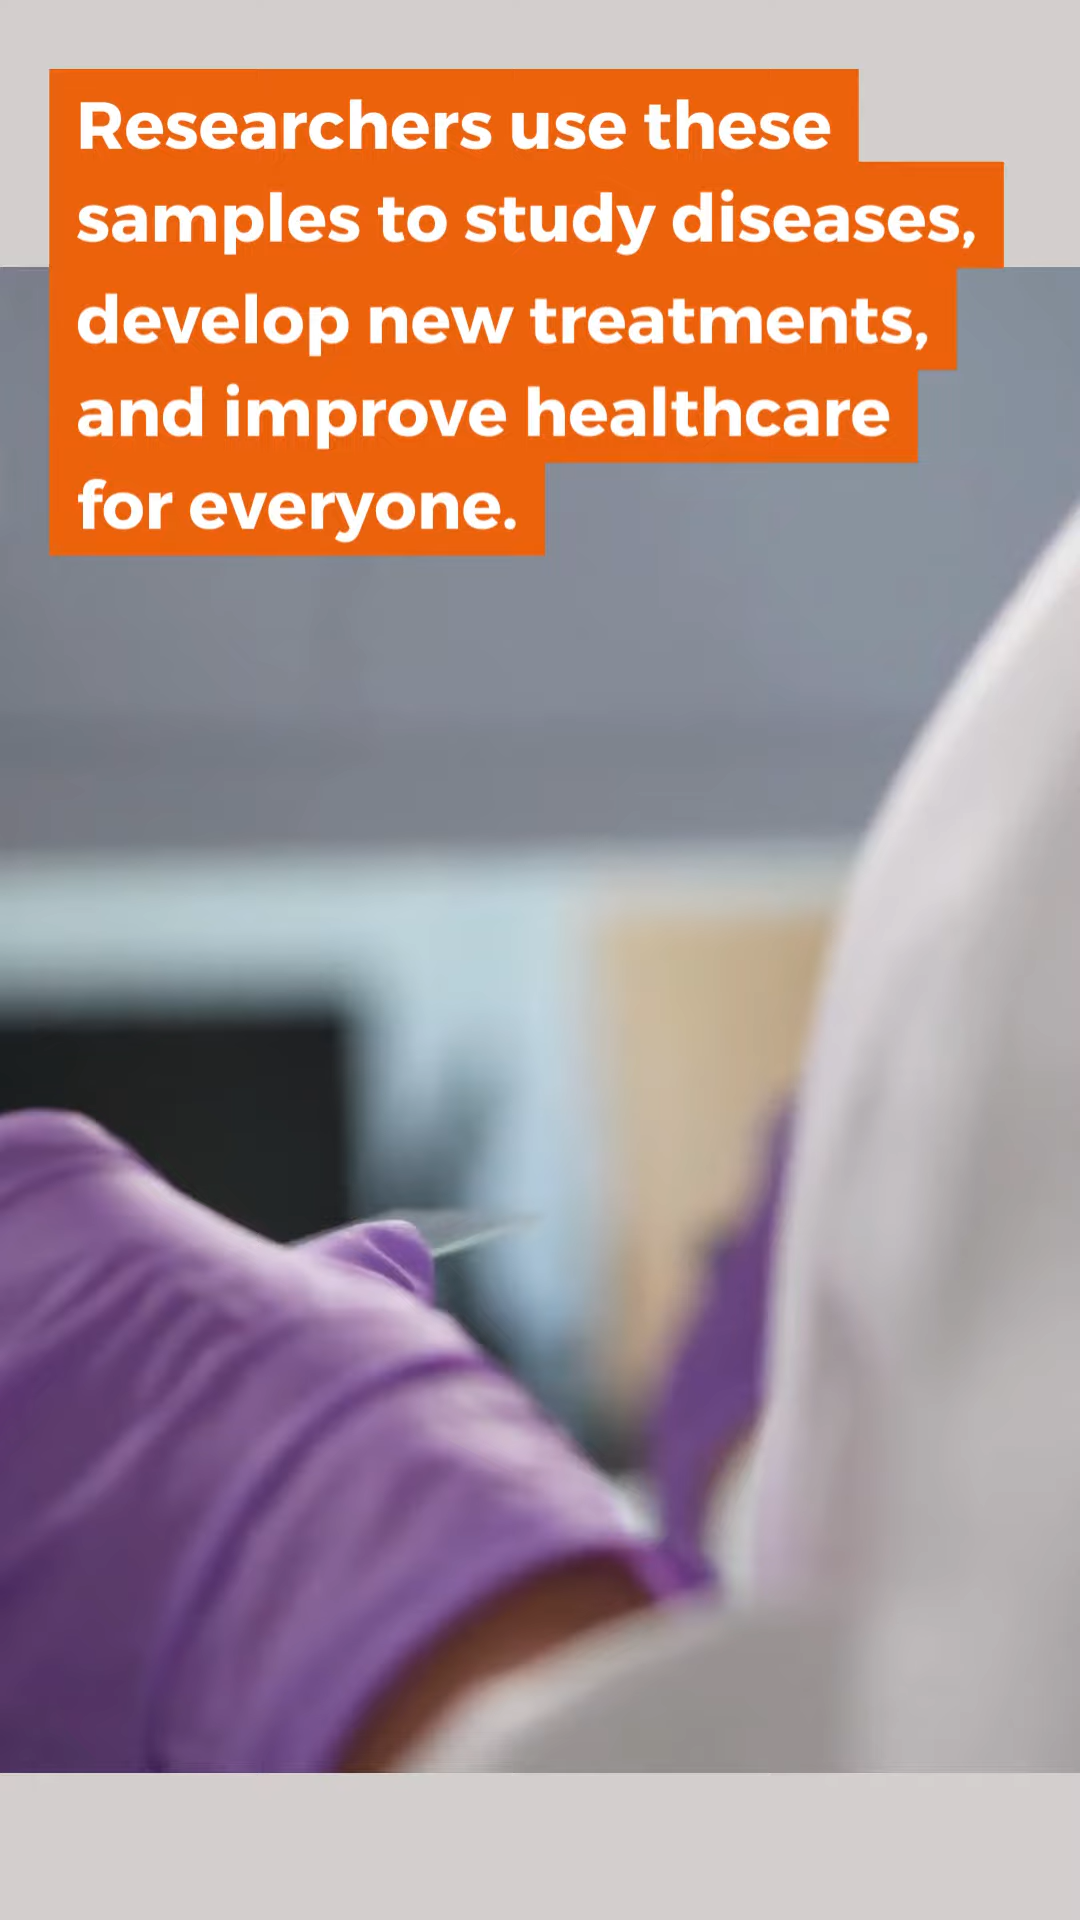 Researchers use these
samples to study diseases,
develop new treatments,
and improve healthcare
for everyone.